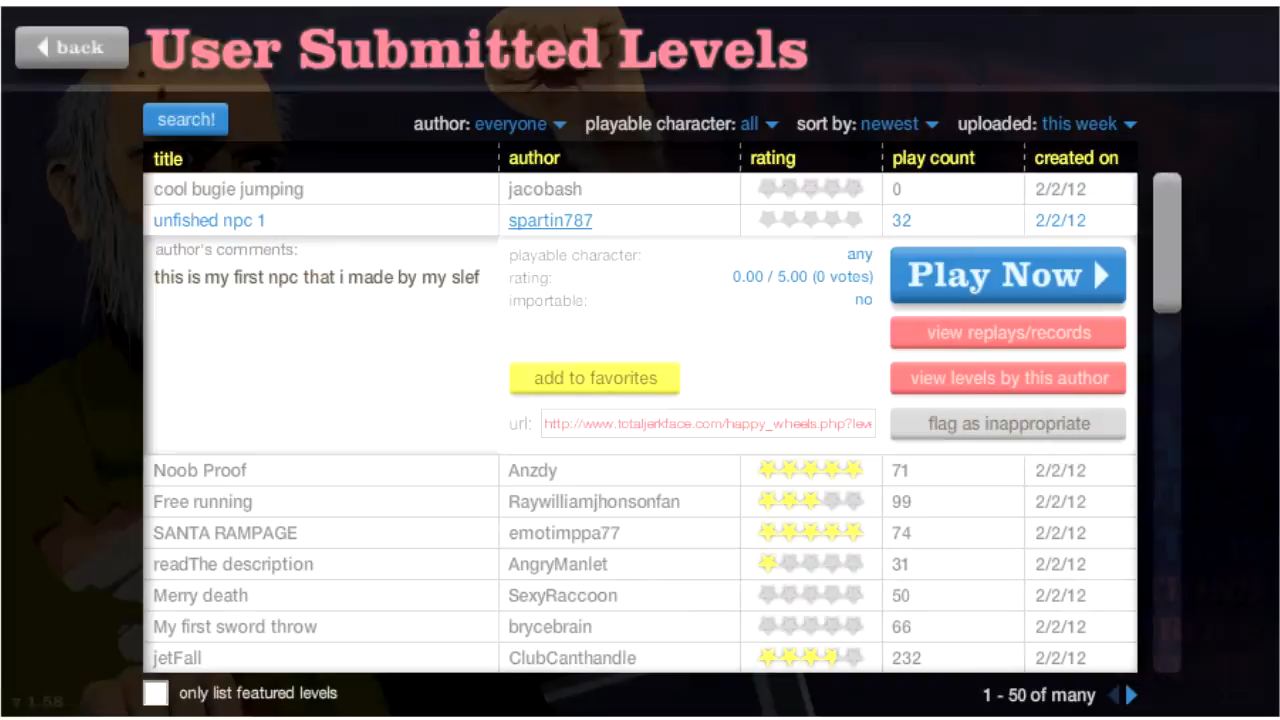 back
User Submitted Levels
search!
author: everyone playable character: all sort by: newest uploaded: this week
title author rating play count created on
cool bugie jumping jacobash 0 2/2/12
unfished npc 1 spartin787 32 2/2/12
author's comments:
this is my first npc that i made by my slef
playable character: any
rating: 0.00 / 5.00 (0 votes)
importable: no
Play Now
view replays/records
add to favorites
view levels by this author
url: http://www.totaljerkface.com/happy_wheels.php?leve
flag as inappropriate
Noob Proof Anzdy 71 2/2/12
Free running Raywilliamjhonsonfan 99 2/2/12
SANTA RAMPAGE emotimppa77 74 2/2/12
readThe description AngryManlet 31 2/2/12
Merry death SexyRaccoon 50 2/2/12
My first sword throw brycebrain 66 2/2/12
jetFall ClubCanthandle 232 2/2/12
only list featured levels
1 - 50 of many
v 1.58